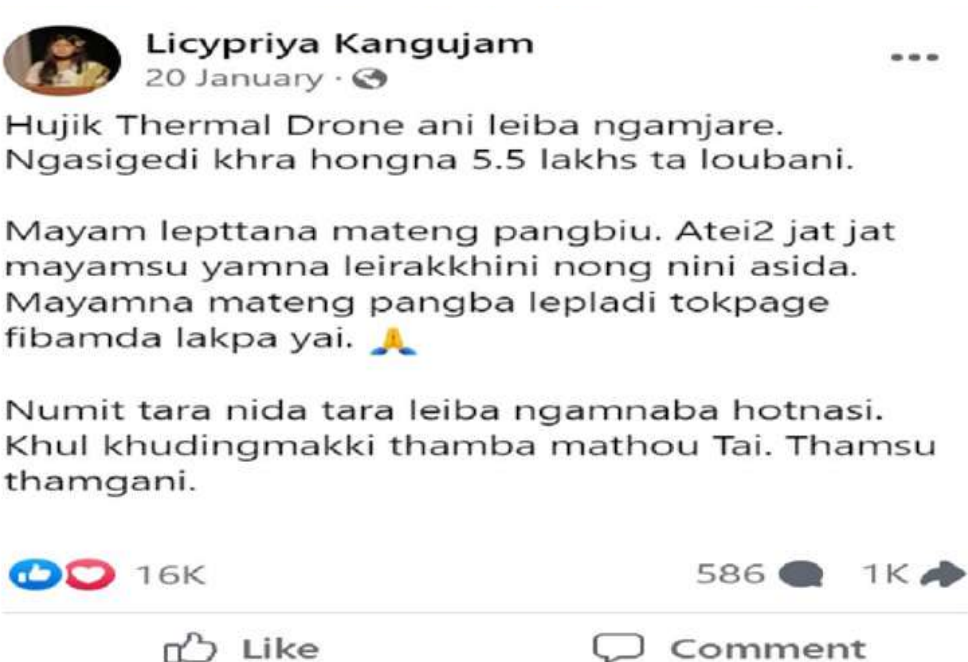 Licypriya Kangujam
20 January ·
Hujik Thermal Drone ani leiba ngamjare.
Ngasigedi khra hongna 5.5 lakhs ta loubani.
Mayam lepttana mateng pangbiu. Atei2 jat jat
mayamsu yamna leirakkhini nong nini asida.
Mayamna mateng pangba lepladi tokpage
fibamda lakpa yai. 🙏
Numit tara nida tara leiba ngamnaba hotnasi.
Khul khudingmakki thamba mathou Tai. Thamsu
thamgani.
16K 586 1K
Like Comment